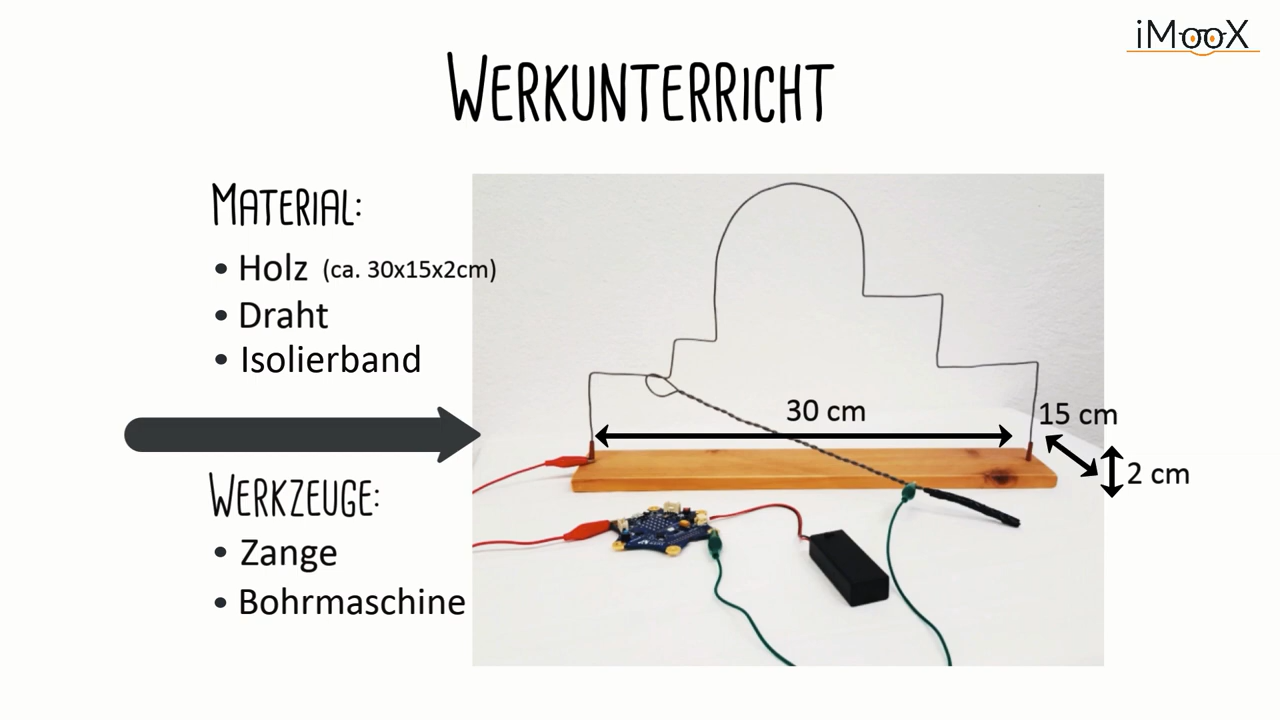 iMooX
WERKUNTERRICHT
MATERIAL:
• Holz (ca. 30x15x2cm)
• Draht
• Isolierband
30 cm
15 cm
2 cm
WERKZEUGE:
• Zange
• Bohrmaschine